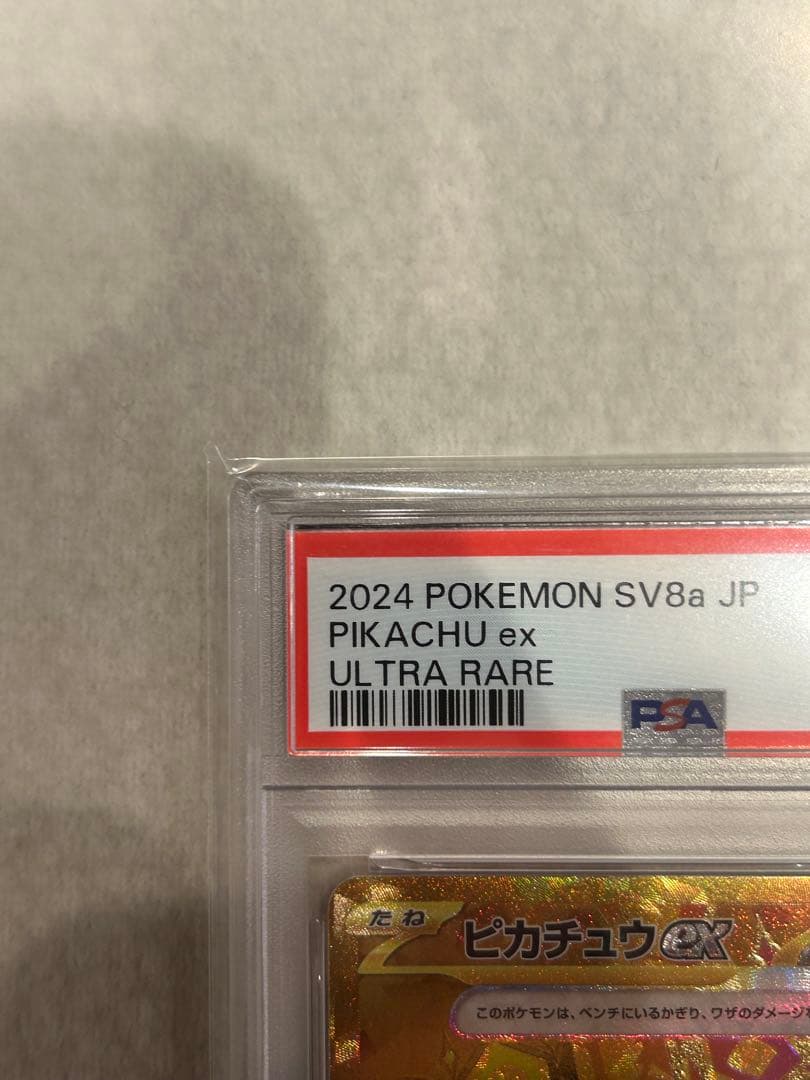 2024 POKEMON SV8a JP
PIKACHU ex
ULTRA RARE
PSA
たね
ピカチュウex
このポケモンは、ベンチにいるかぎり、ワザのダメージを